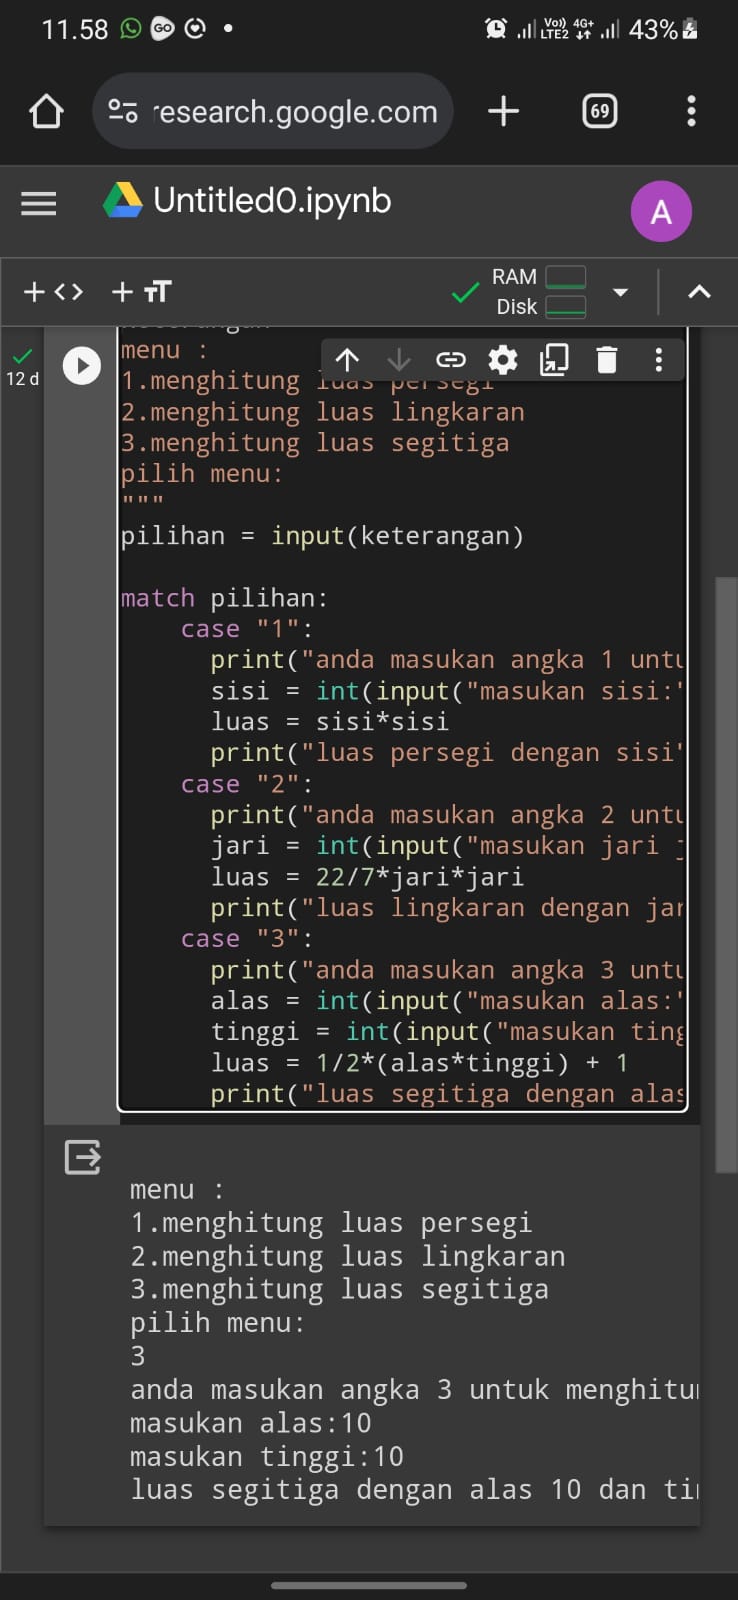 11.58 GO Vo)) LTE2 4G+ 43%
research.google.com 69
Untitled0.ipynb A
+<> + TT RAM
Disk
12 d
menu :
1.menghitung luas persegi
2.menghitung luas lingkaran
3.menghitung luas segitiga
pilih menu:
"""
pilihan = input(keterangan)
match pilihan:
case "1":
print("anda masukan angka 1 untu
sisi = int(input("masukan sisi:"
luas = sisi*sisi
print("luas persegi dengan sisi"
case "2":
print("anda masukan angka 2 untu
jari = int(input("masukan jari j
luas = 22/7*jari*jari
print("luas lingkaran dengan jar
case "3":
print("anda masukan angka 3 untu
alas = int(input("masukan alas:"
tinggi = int(input("masukan ting
luas = 1/2*(alas*tinggi) + 1
print("luas segitiga dengan alas
menu :
1.menghitung luas persegi
2.menghitung luas lingkaran
3.menghitung luas segitiga
pilih menu:
3
anda masukan angka 3 untuk menghitu
masukan alas:10
masukan tinggi:10
luas segitiga dengan alas 10 dan ti